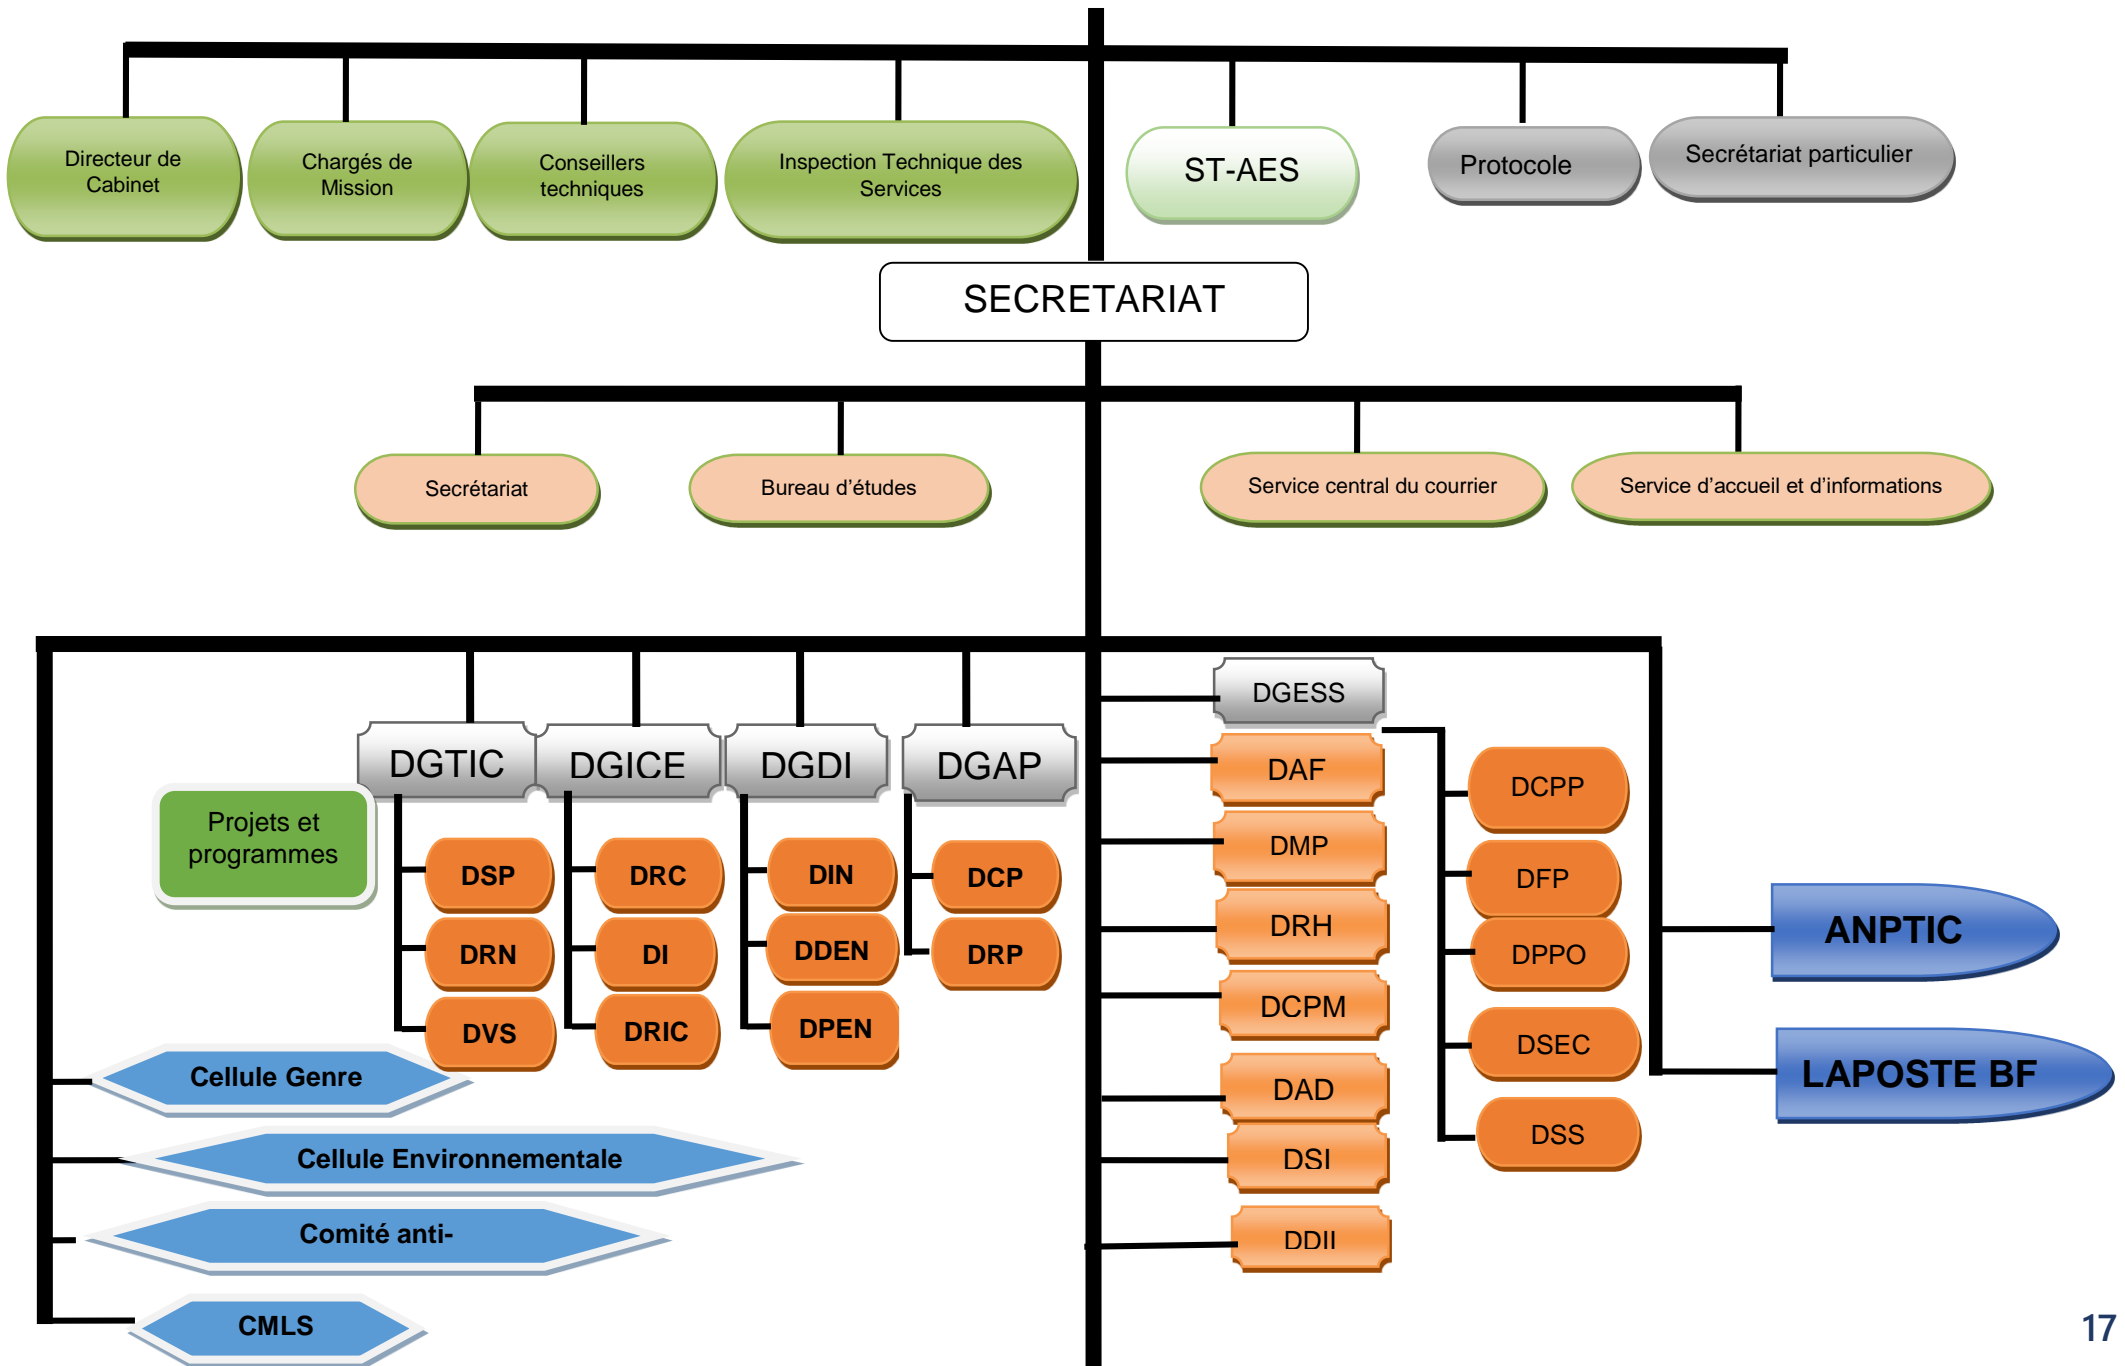 Directeur de
Cabinet
Chargés de
Mission
Conseillers
techniques
Inspection Technique des
Services
ST-AES
Protocole
Secrétariat particulier
SECRETARIAT
Secrétariat
Bureau d'études
Service central du courrier
Service d'accueil et d'informations
DGTIC
DGICE
DGDI
DGAP
Projets et
programmes
DSP
DRN
DVS
DRC
DI
DRIC
DIN
DDEN
DPEN
DCP
DRP
DGESS
DAF
DMP
DRH
DCPM
DAD
DSI
DDII
DCPP
DFP
DPPO
DSEC
DSS
ANPTIC
LAPOSTE BF
Cellule Genre
Cellule Environnementale
Comité anti-
CMLS
17